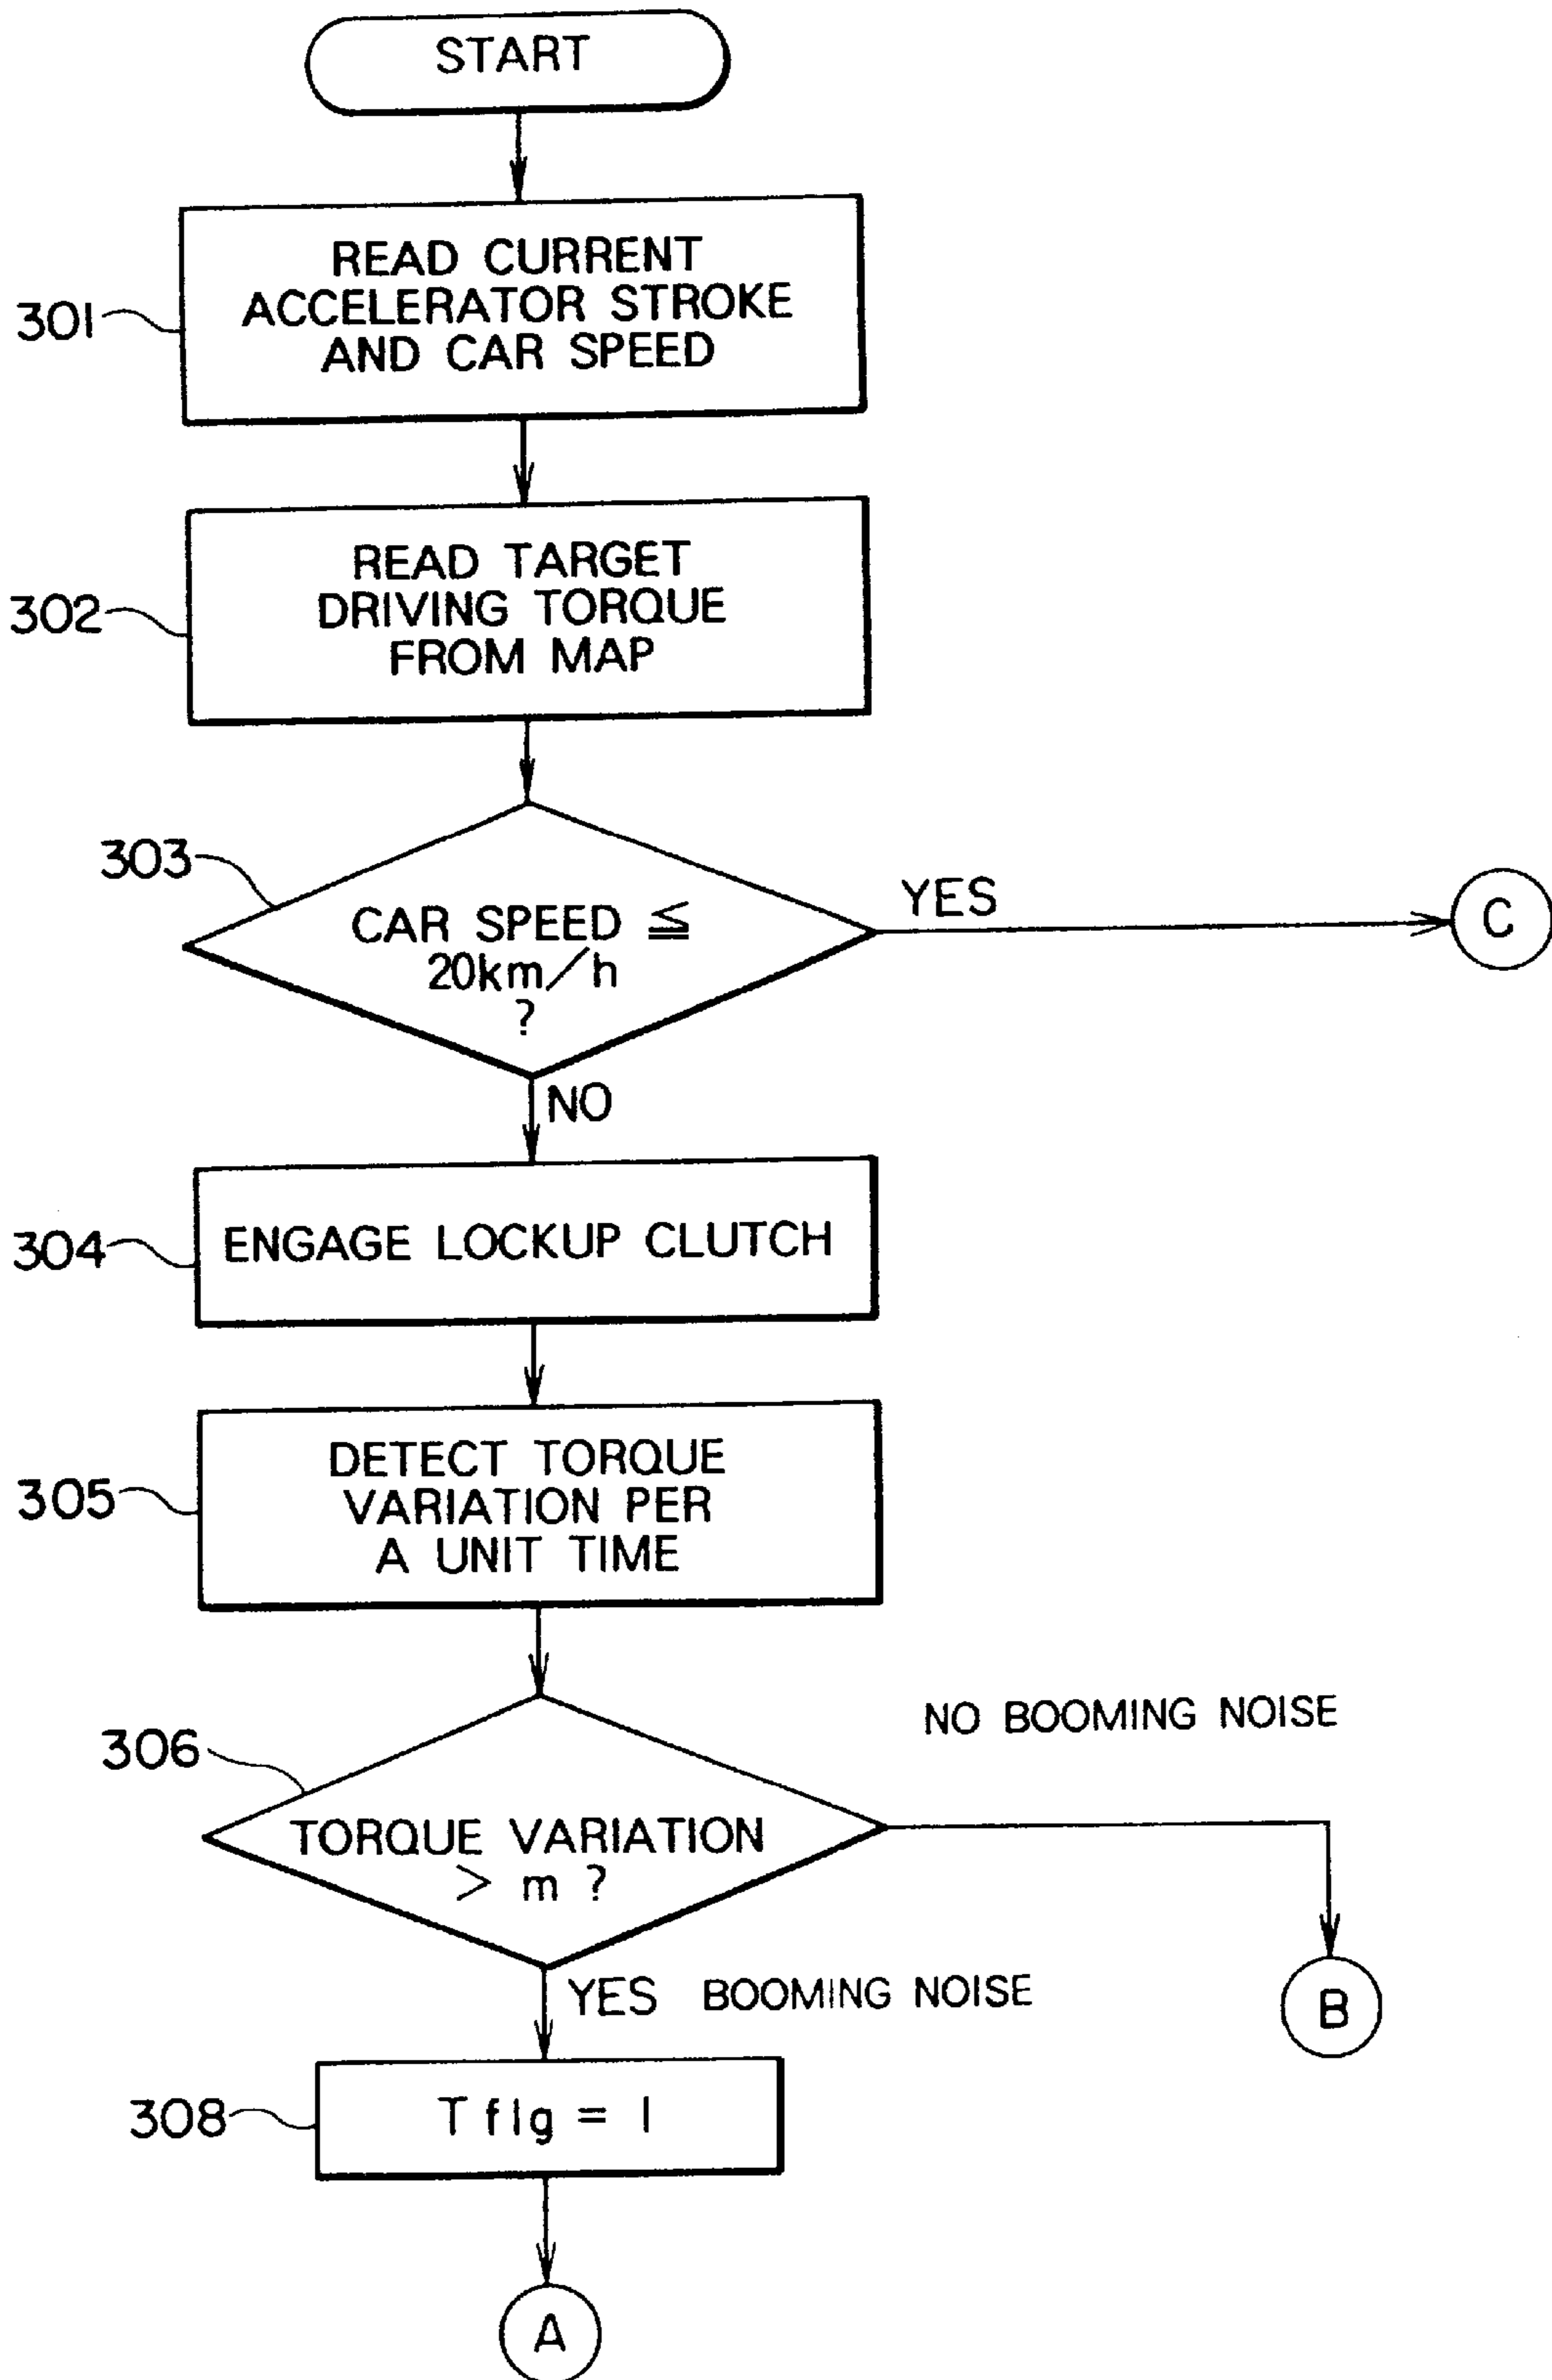 START
301
READ CURRENT
ACCELERATOR STROKE
AND CAR SPEED
302
READ TARGET
DRIVING TORQUE
FROM MAP
303
CAR SPEED ≦
20km/h
?
YES
C
NO
304
ENGAGE LOCKUP CLUTCH
305
DETECT TORQUE
VARIATION PER
A UNIT TIME
306
TORQUE VARIATION
> m ?
NO BOOMING NOISE
B
YES BOOMING NOISE
308
T flg = 1
A